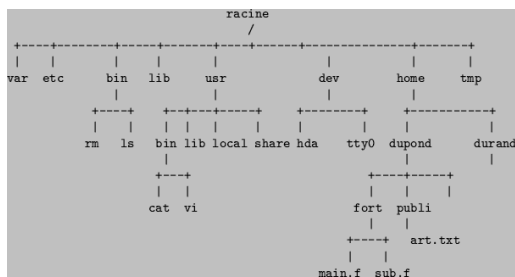 racine
/
var etc bin lib usr dev home tmp
rm ls bin lib local share hda tty0 dupond durand
cat vi fort publi
art.txt
main.f sub.f